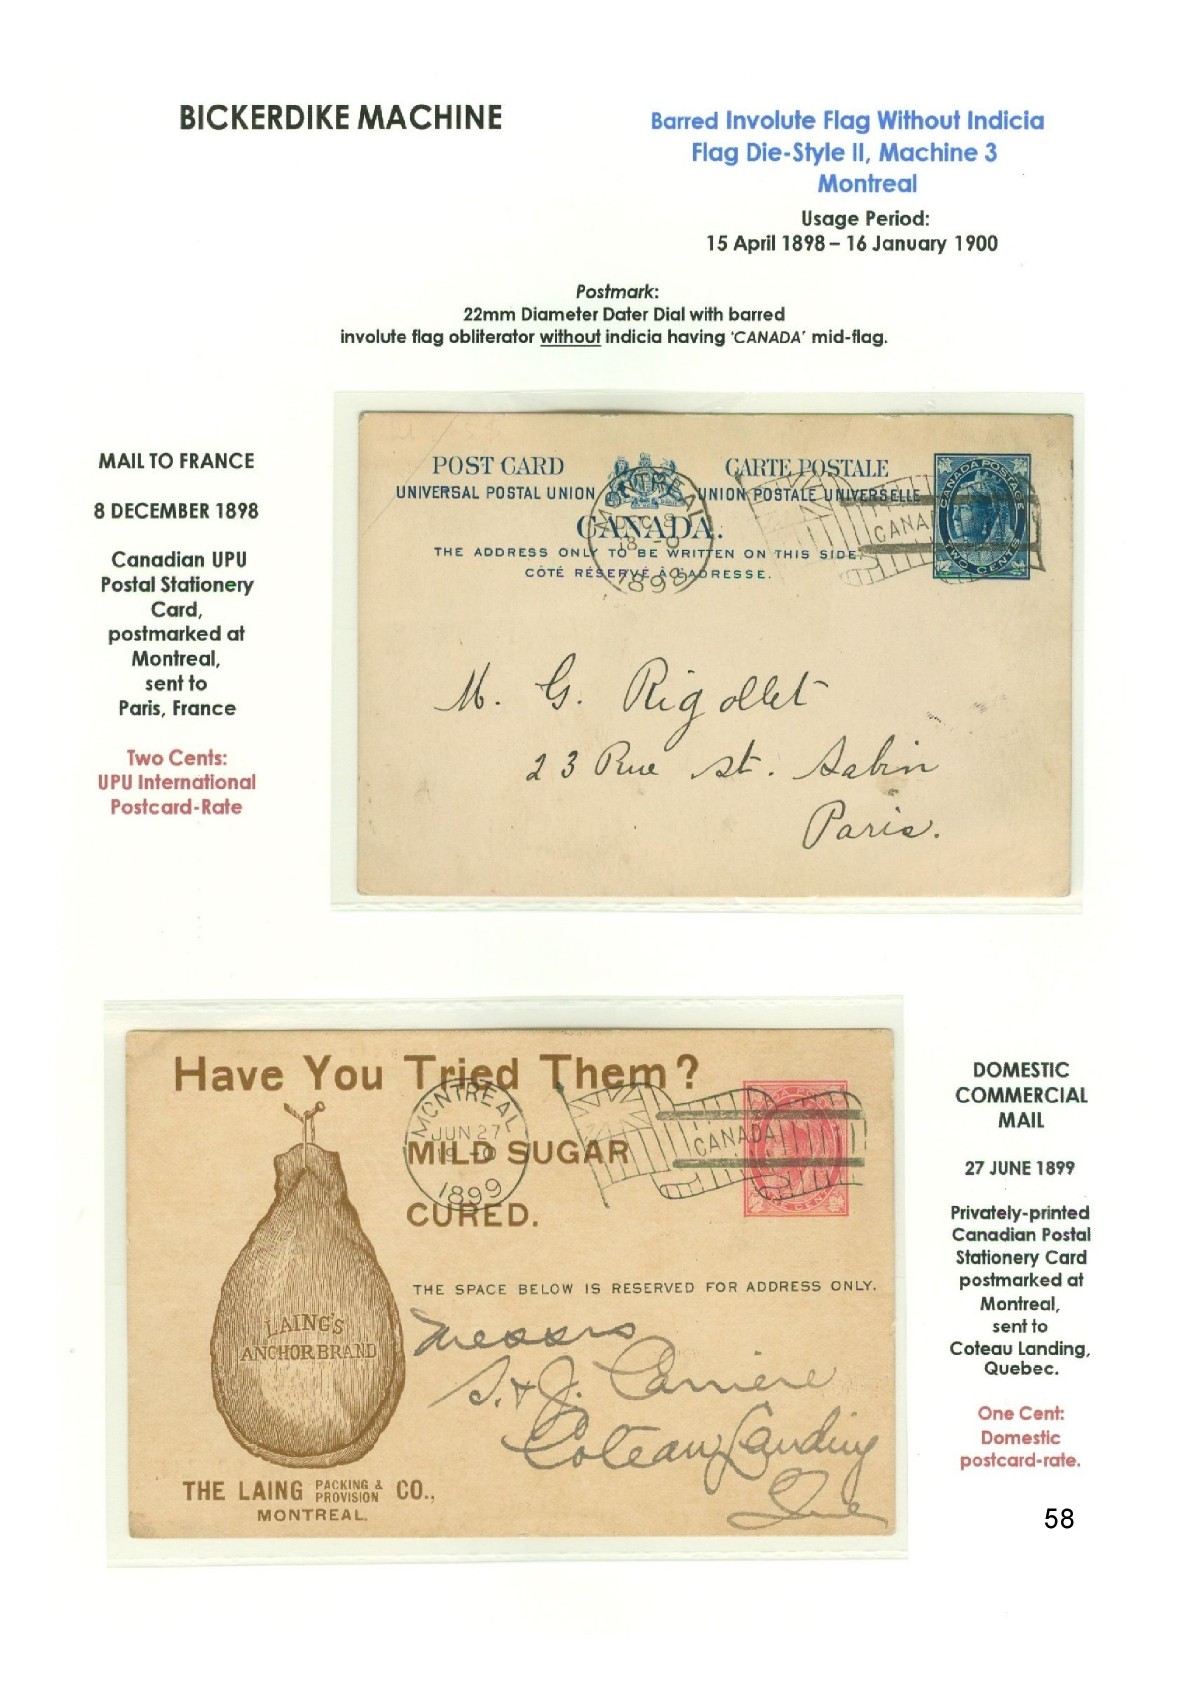 BICKERDIKE MACHINE
Barred Involute Flag Without Indicia
Flag Die-Style II, Machine 3
Montreal
Usage Period:
15 April 1898 – 16 January 1900
Postmark:
22mm Diameter Dater Dial with barred
involute flag obliterator without indicia having 'CANADA' mid-flag.
MAIL TO FRANCE
8 DECEMBER 1898
Canadian UPU
Postal Stationery
Card,
postmarked at
Montreal,
sent to
Paris, France
Two Cents:
UPU International
Postcard-Rate
POST CARD CARTE POSTALE
UNIVERSAL POSTAL UNION UNION POSTALE UNIVERSELLE
CANADA.
THE ADDRESS ONLY TO BE WRITTEN ON THIS SIDE.
CÔTÉ RÉSERVÉ À L'ADRESSE.
MONTREAL
DEC 8
18 - 0
1898
CANA
CANADA POSTAGE
TWO CENTS
M. G. Rigollet
23 Rue St. Sabin
Paris.
Have You Tried Them?
MILD SUGAR
CURED.
MONTREAL
JUN 27
19 - 0
1899
CANADA
THE SPACE BELOW IS RESERVED FOR ADDRESS ONLY.
LAING'S
ANCHOR BRAND
Messrs
S. & J. Carriere
Coteau Landing
Que
THE LAING PACKING & PROVISION CO.,
MONTREAL.
DOMESTIC
COMMERCIAL
MAIL
27 JUNE 1899
Privately-printed
Canadian Postal
Stationery Card
postmarked at
Montreal,
sent to
Coteau Landing,
Quebec.
One Cent:
Domestic
postcard-rate.
58